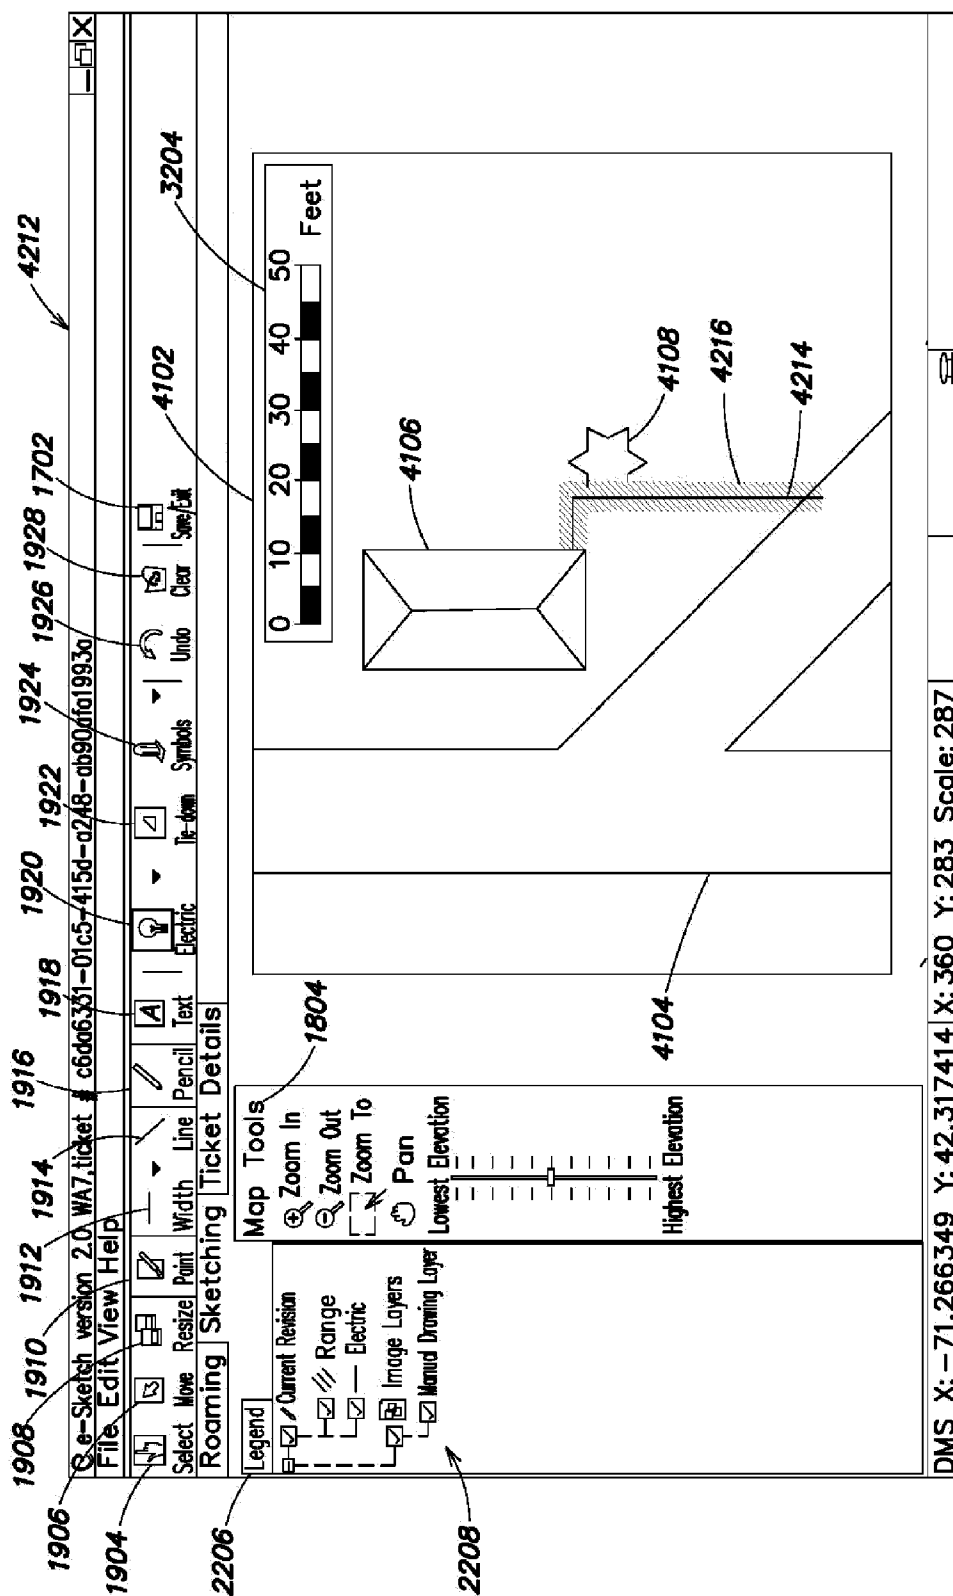 4212
e-Sketch version 2.0 WA7,ticket # c6da6331-01c5-415d-a248-ab90afa1993a
File Edit View Help
1904 1906 1908 1910 1912 1914 1916 1918 1920 1922 1924 1926 1928 1702
Select Move Resize Paint Width Line Pencil Text Electric Tie-down Symbols Undo Clear Save/Exit
Roaming Sketching Ticket Details
2206
Legend
Current Revision
Range
Electric
Image Layers
Manual Drawing Layer
2208
Map Tools
1804
Zoom In
Zoom Out
Zoom To
Pan
Lowest Elevation
Highest Elevation
4102
3204
0 10 20 30 40 50
Feet
4106
4108
4216
4214
4104
DMS X: -71.266349 Y: 42.317414 X: 360 Y: 283 Scale: 287